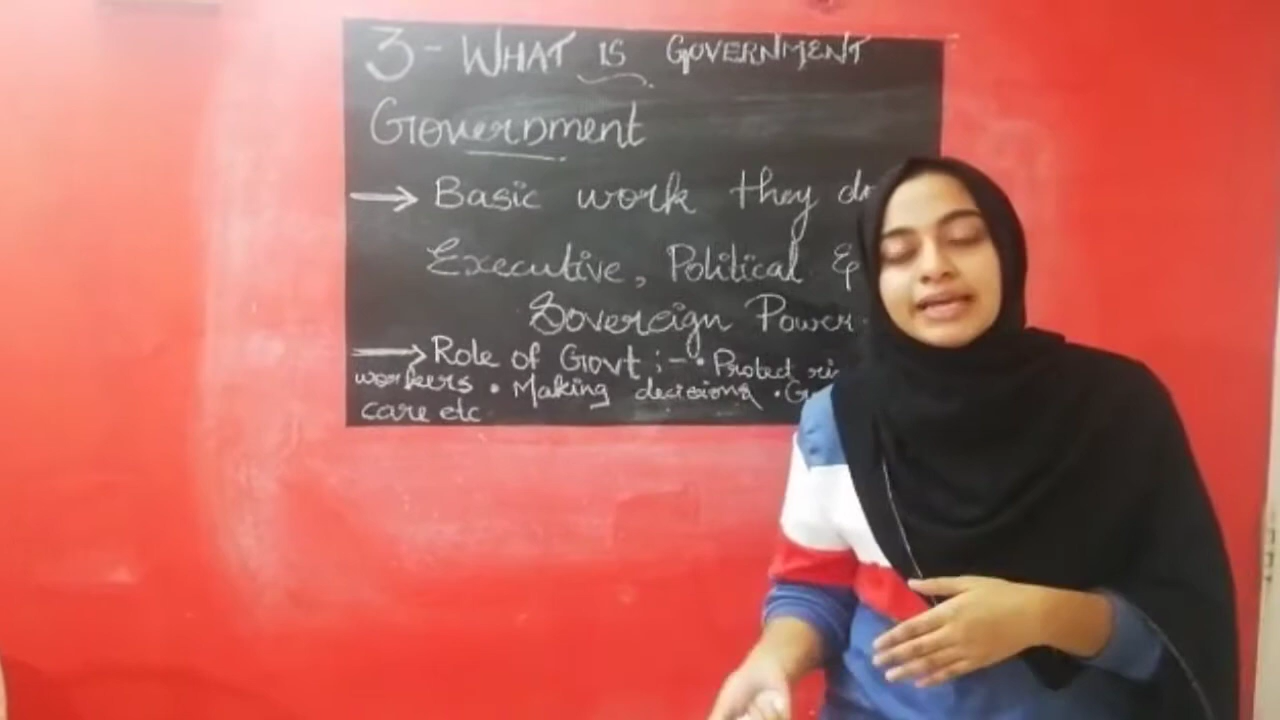 3 - WHAT IS GOVERNMENT
Government
→ Basic work they do
Executive, Political &
Sovereign Power
→ Role of Govt :- • Protect
workers • Making decisions •
care etc